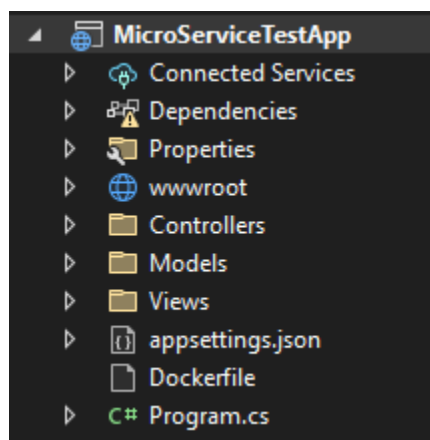 MicroServiceTestApp
Connected Services
Dependencies
Properties
wwwroot
Controllers
Models
Views
appsettings.json
Dockerfile
C# Program.cs